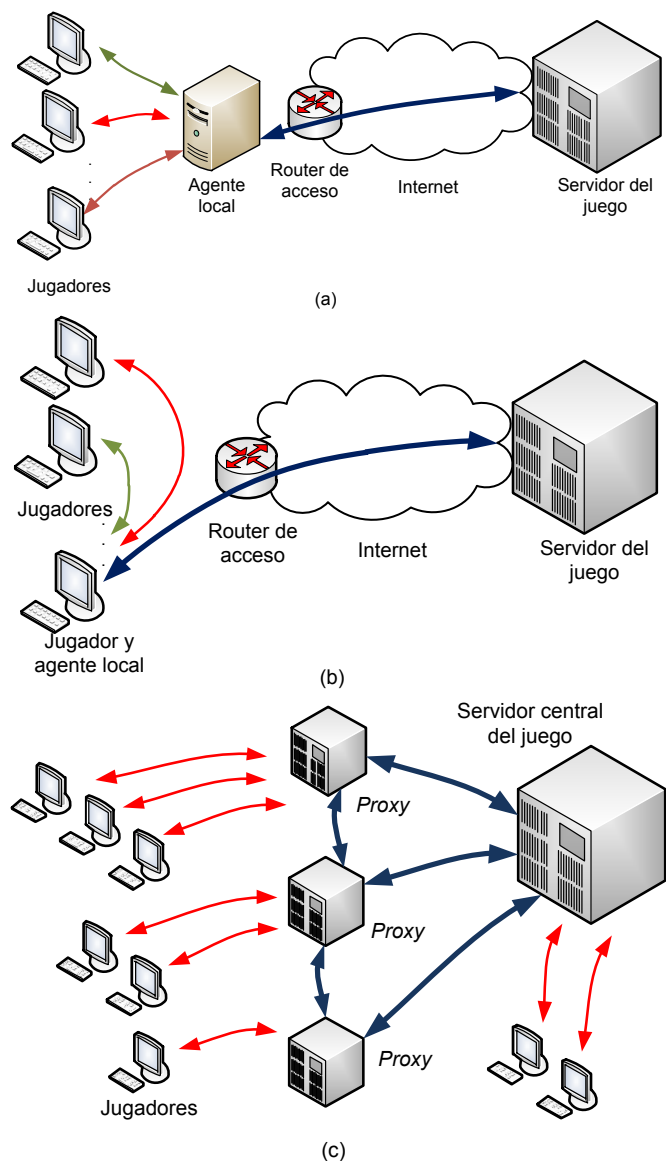 Agente
local
Router de
acceso
Internet
Servidor del
juego
Jugadores
(a)
Jugadores
Router de
acceso
Internet
Servidor del
juego
Jugador y
agente local
(b)
Servidor central
del juego
Proxy
Proxy
Proxy
Jugadores
(c)